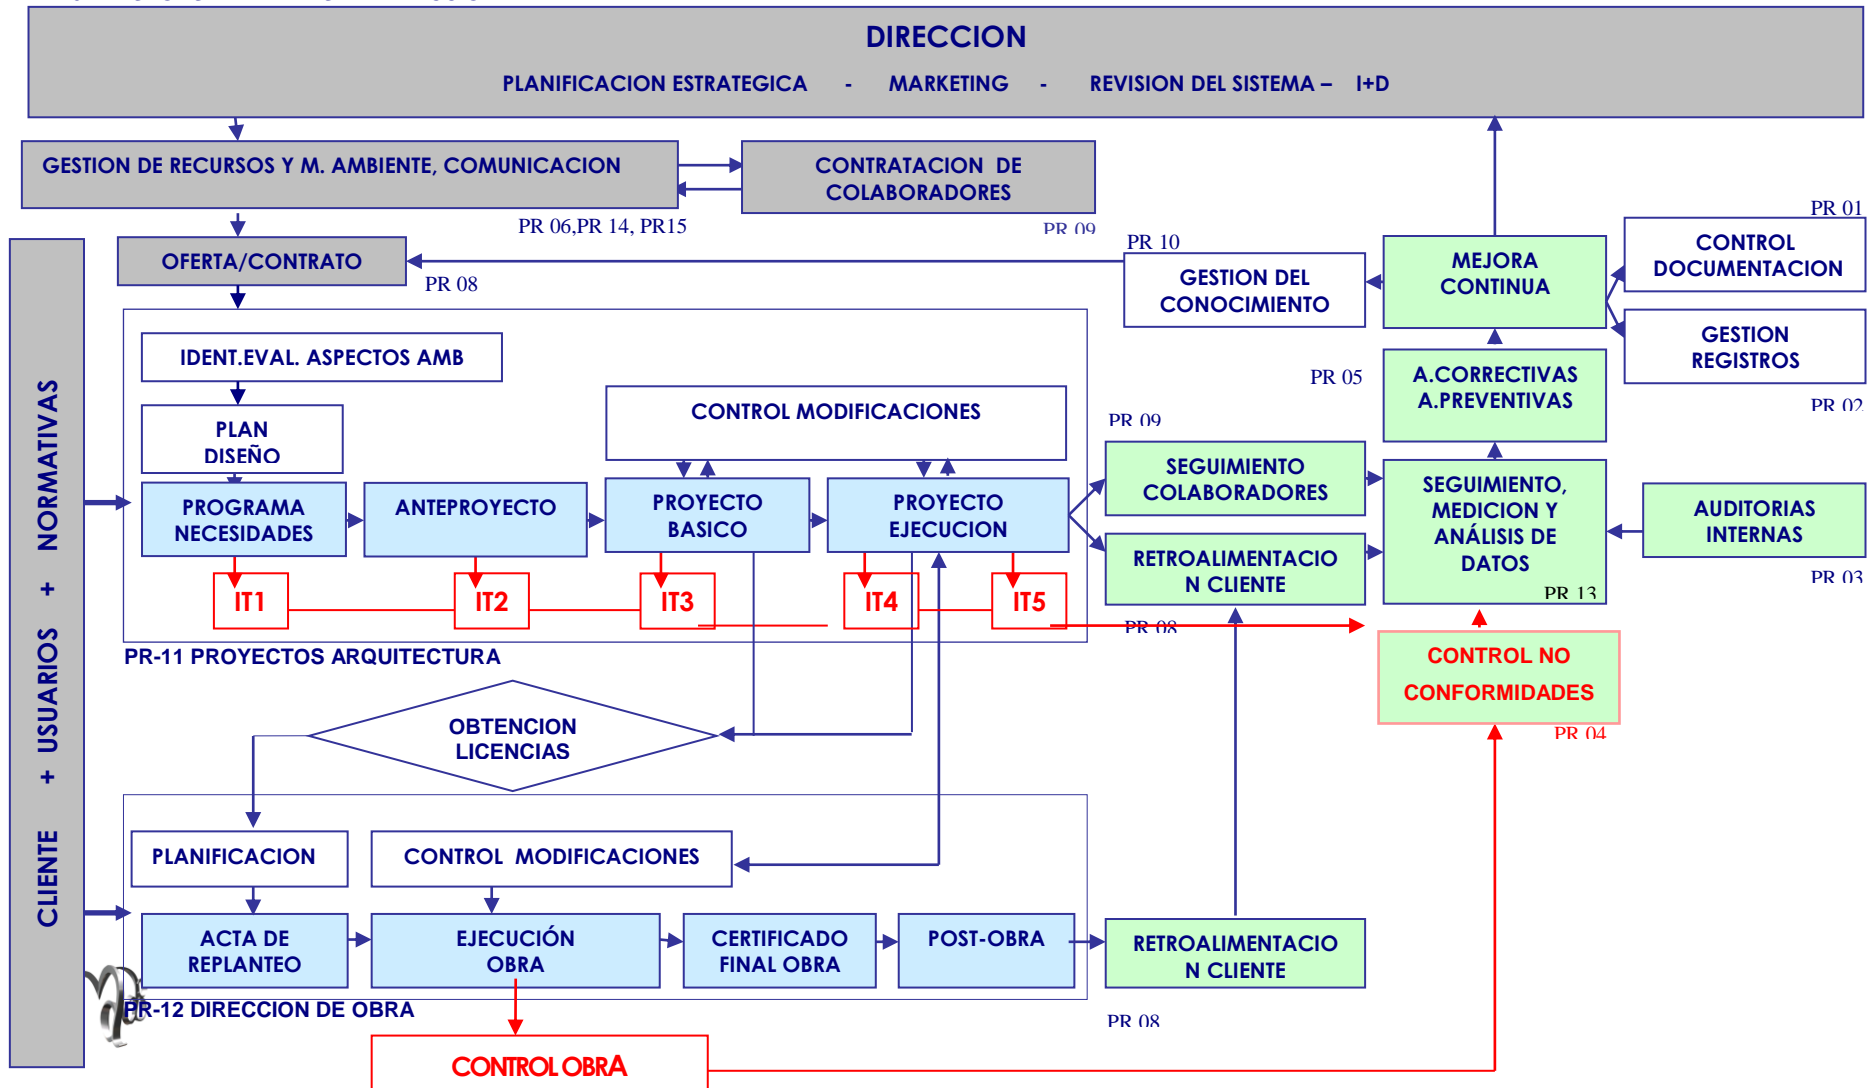 DIRECCION
PLANIFICACION ESTRATEGICA - MARKETING - REVISION DEL SISTEMA – I+D
GESTION DE RECURSOS Y M. AMBIENTE, COMUNICACION
CONTRATACION DE
COLABORADORES
PR 06,PR 14, PR15
PR 09
PR 01
OFERTA/CONTRATO
PR 08
PR 10
GESTION DEL
CONOCIMIENTO
MEJORA
CONTINUA
CONTROL
DOCUMENTACION
GESTION
REGISTROS
PR 02
PR 05
A.CORRECTIVAS
A.PREVENTIVAS
CLIENTE + USUARIOS + NORMATIVAS
IDENT.EVAL. ASPECTOS AMB
PLAN
DISEÑO
CONTROL MODIFICACIONES
PROGRAMA
NECESIDADES
ANTEPROYECTO
PROYECTO
BASICO
PROYECTO
EJECUCION
PR 09
SEGUIMIENTO
COLABORADORES
RETROALIMENTACIO
N CLIENTE
PR 08
SEGUIMIENTO,
MEDICION Y
ANÁLISIS DE
DATOS
PR 13
AUDITORIAS
INTERNAS
PR 03
IT1
IT2
IT3
IT4
IT5
PR-11 PROYECTOS ARQUITECTURA
CONTROL NO
CONFORMIDADES
PR 04
OBTENCION
LICENCIAS
PLANIFICACION
CONTROL MODIFICACIONES
ACTA DE
REPLANTEO
EJECUCIÓN
OBRA
CERTIFICADO
FINAL OBRA
POST-OBRA
RETROALIMENTACIO
N CLIENTE
PR 08
PR-12 DIRECCION DE OBRA
CONTROL OBRA